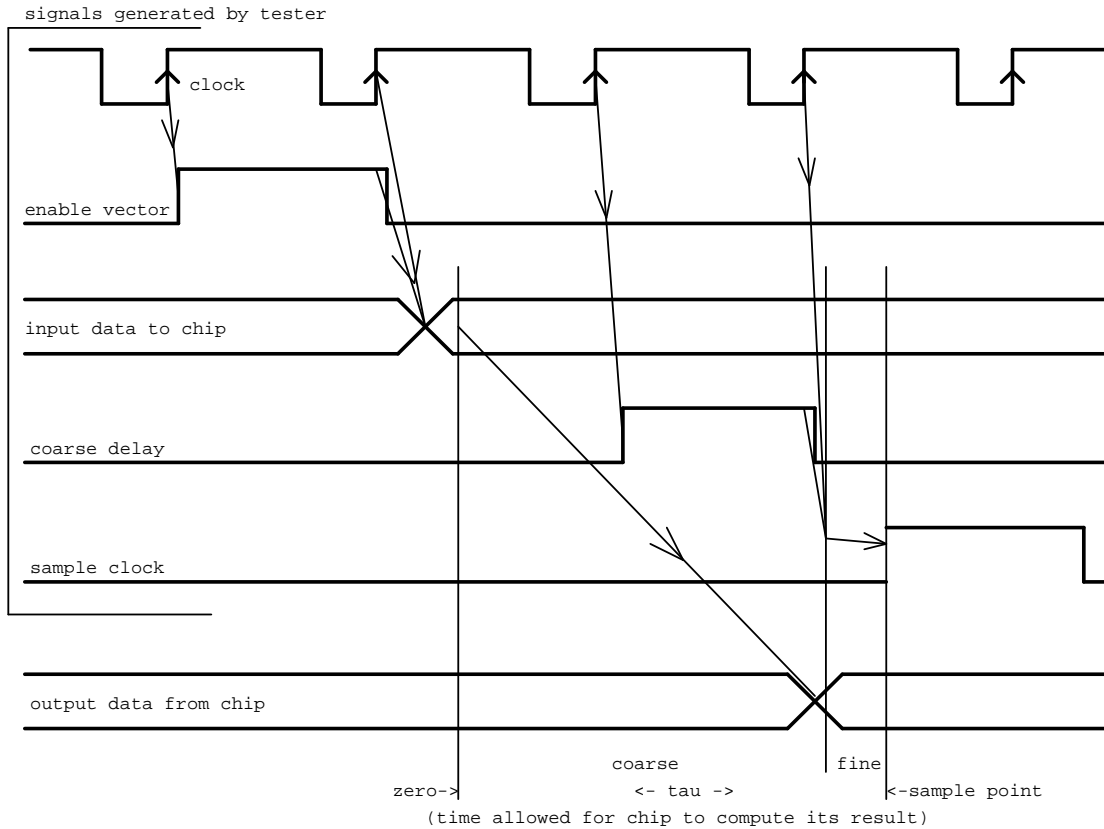 signals generated by tester
clock
enable vector
input data to chip
coarse delay
sample clock
output data from chip
coarse fine
zero-> <- tau -> <-sample point
(time allowed for chip to compute its result)